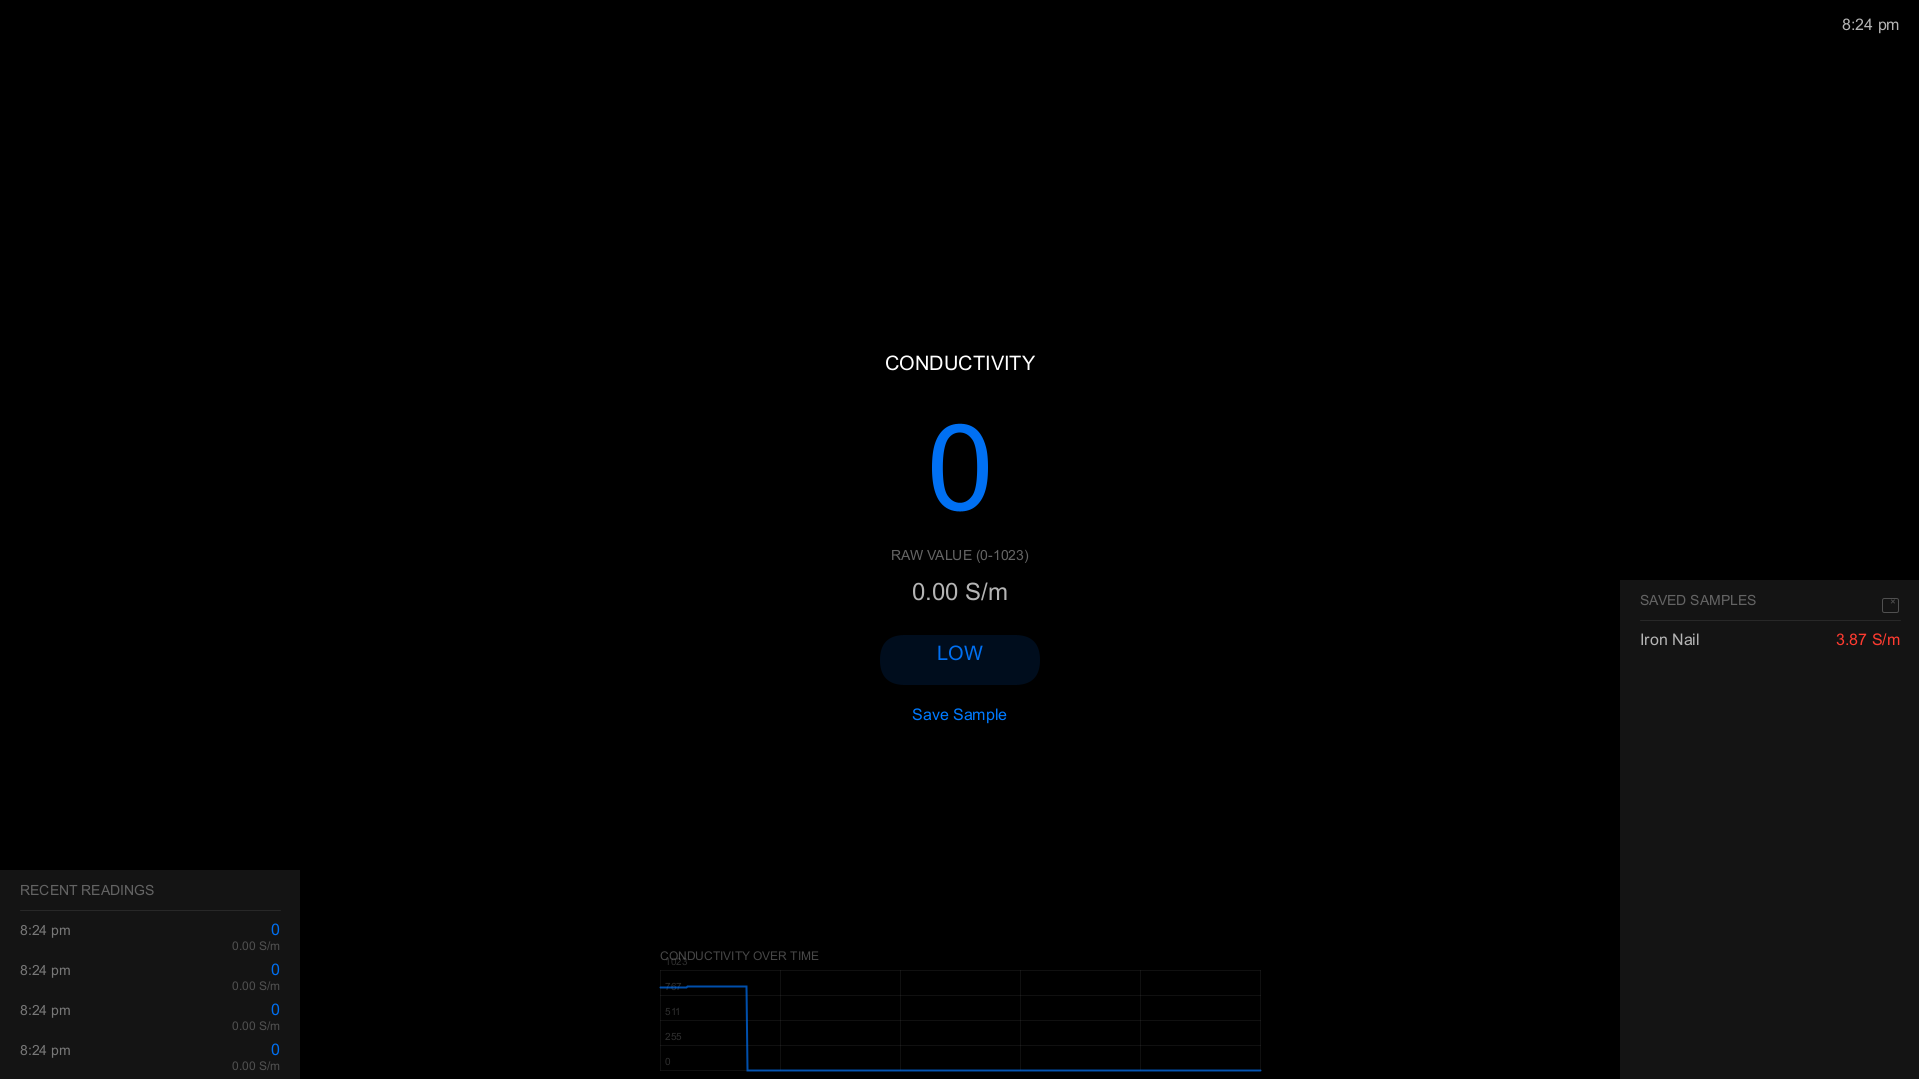 8:24 pm
CONDUCTIVITY
0
RAW VALUE (0-1023)
0.00 S/m
LOW
Save Sample
SAVED SAMPLES
Iron Nail 3.87 S/m
RECENT READINGS
8:24 pm 0
0.00 S/m
8:24 pm 0
0.00 S/m
8:24 pm 0
0.00 S/m
8:24 pm 0
0.00 S/m
CONDUCTIVITY OVER TIME
1023
767
511
255
0